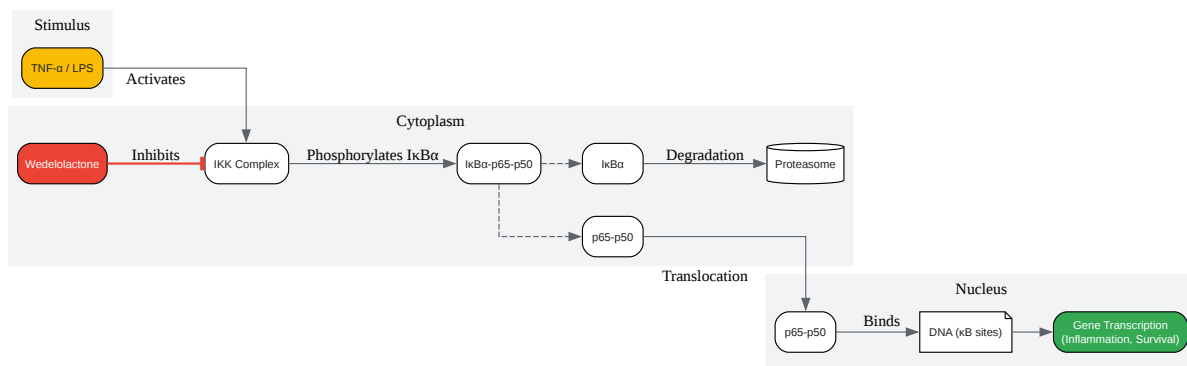 Stimulus
TNF-α / LPS
Activates
Cytoplasm
Wedelolactone
Inhibits
IKK Complex
Phosphorylates IκBα
IκBα-p65-p50
IκBα
Degradation
Proteasome
p65-p50
Translocation
Nucleus
p65-p50
Binds
DNA (κB sites)
Gene Transcription
(Inflammation, Survival)